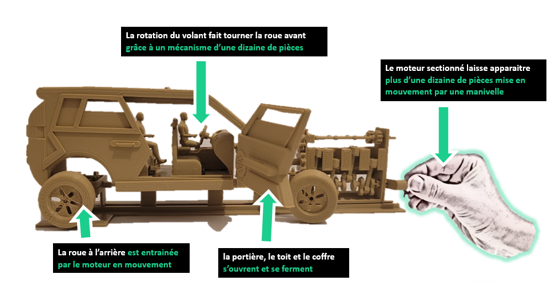 La rotation du volant fait tourner la roue avant
grâce à un mécanisme d'une dizaine de pièces
Le moteur sectionné laisse apparaitre
plus d'une dizaine de pièces mise en
mouvement par une manivelle
La roue à l'arrière est entrainée
par le moteur en mouvement
la portière, le toit et le coffre
s'ouvrent et se ferment